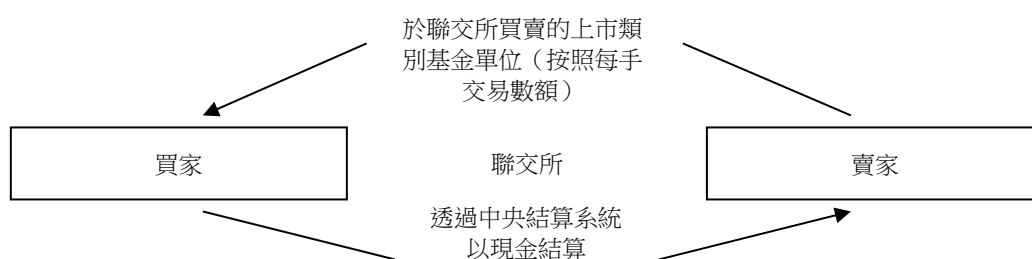 於聯交所買賣的上市類
別基金單位（按照每手
交易數額）
買家
聯交所
賣家
透過中央結算系統
以現金結算